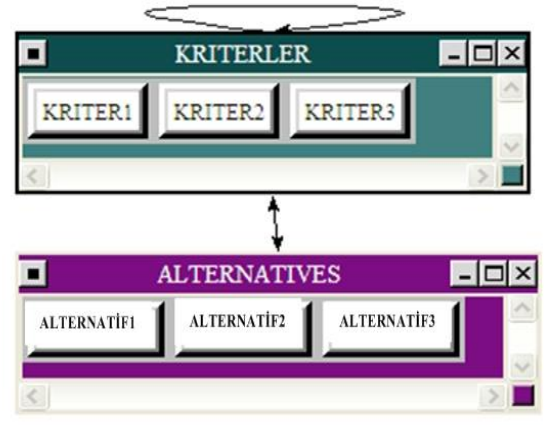 KRITERLER
KRITER1 KRITER2 KRITER3
ALTERNATIVES
ALTERNATİF1 ALTERNATİF2 ALTERNATİF3